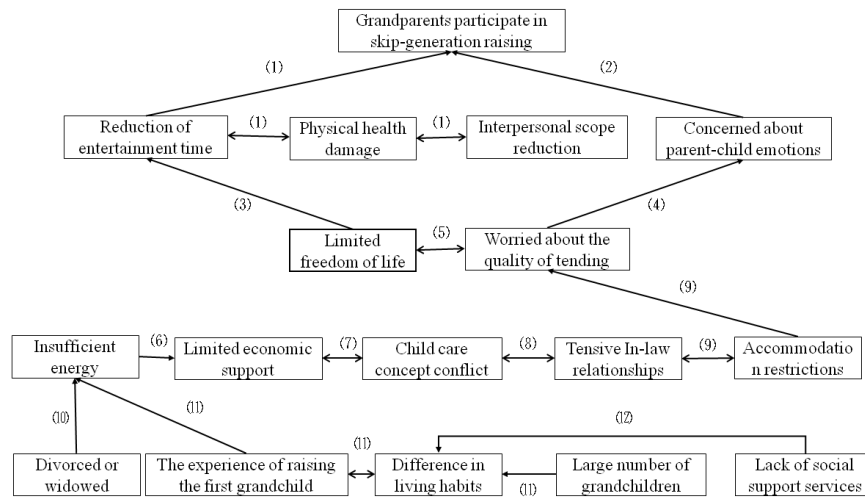 Grandparents participate in
skip-generation raising
(1)
(2)
Reduction of
entertainment time
(1)
Physical health
damage
(1)
Interpersonal scope
reduction
Concerned about
parent-child emotions
(3)
(4)
Limited
freedom of life
(5)
Worried about the
quality of tending
(9)
Insufficient
energy
(6)
Limited economic
support
(7)
Child care
concept conflict
(8)
Tensive In-law
relationships
(9)
Accommodatio
n restrictions
(10)
(11)
(12)
Divorced or
widowed
The experience of raising
the first grandchild
(11)
Difference in
living habits
(11)
Large number of
grandchildren
Lack of social
support services